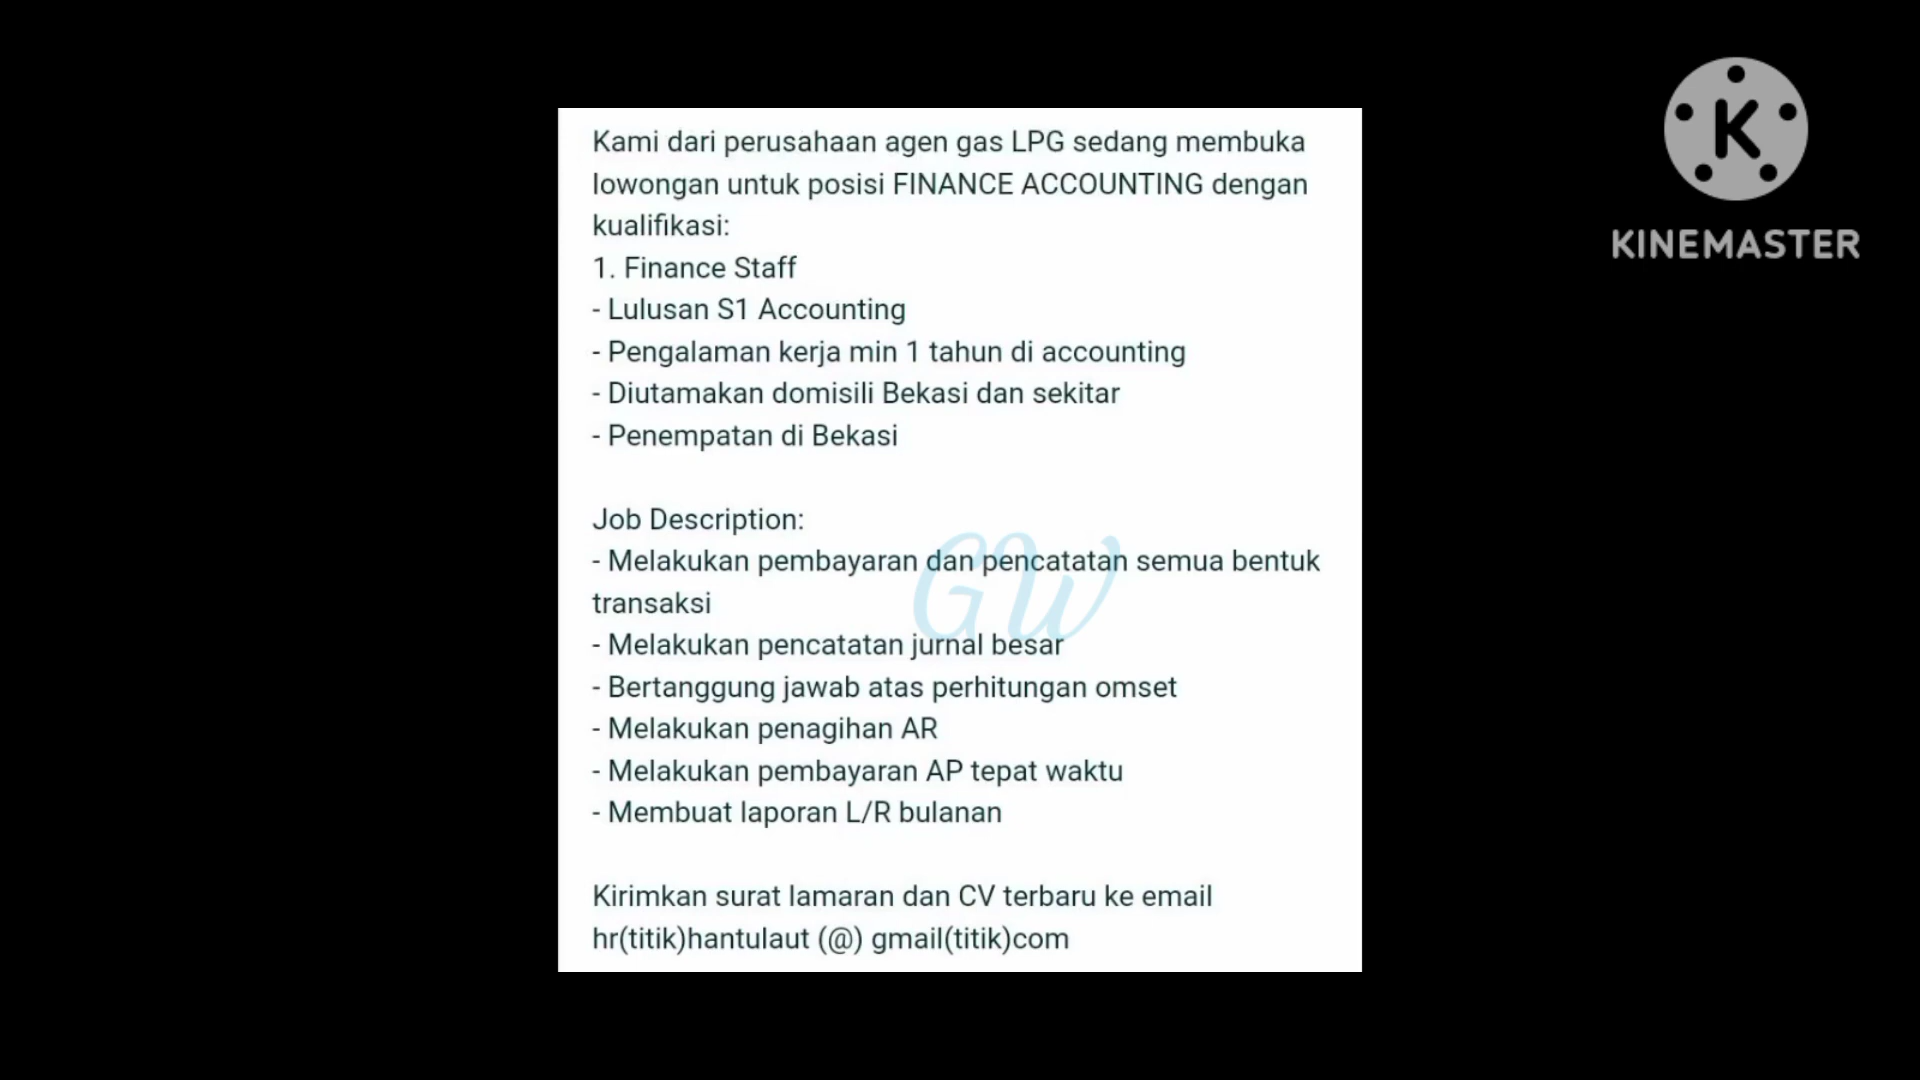 Kami dari perusahaan agen gas LPG sedang membuka
lowongan untuk posisi FINANCE ACCOUNTING dengan
kualifikasi:
1. Finance Staff
- Lulusan S1 Accounting
- Pengalaman kerja min 1 tahun di accounting
- Diutamakan domisili Bekasi dan sekitar
- Penempatan di Bekasi
Job Description:
- Melakukan pembayaran dan pencatatan semua bentuk
transaksi
- Melakukan pencatatan jurnal besar
- Bertanggung jawab atas perhitungan omset
- Melakukan penagihan AR
- Melakukan pembayaran AP tepat waktu
- Membuat laporan L/R bulanan
Kirimkan surat lamaran dan CV terbaru ke email
hr(titik)hantulaut (@) gmail(titik)com
GW
K
KINEMASTER